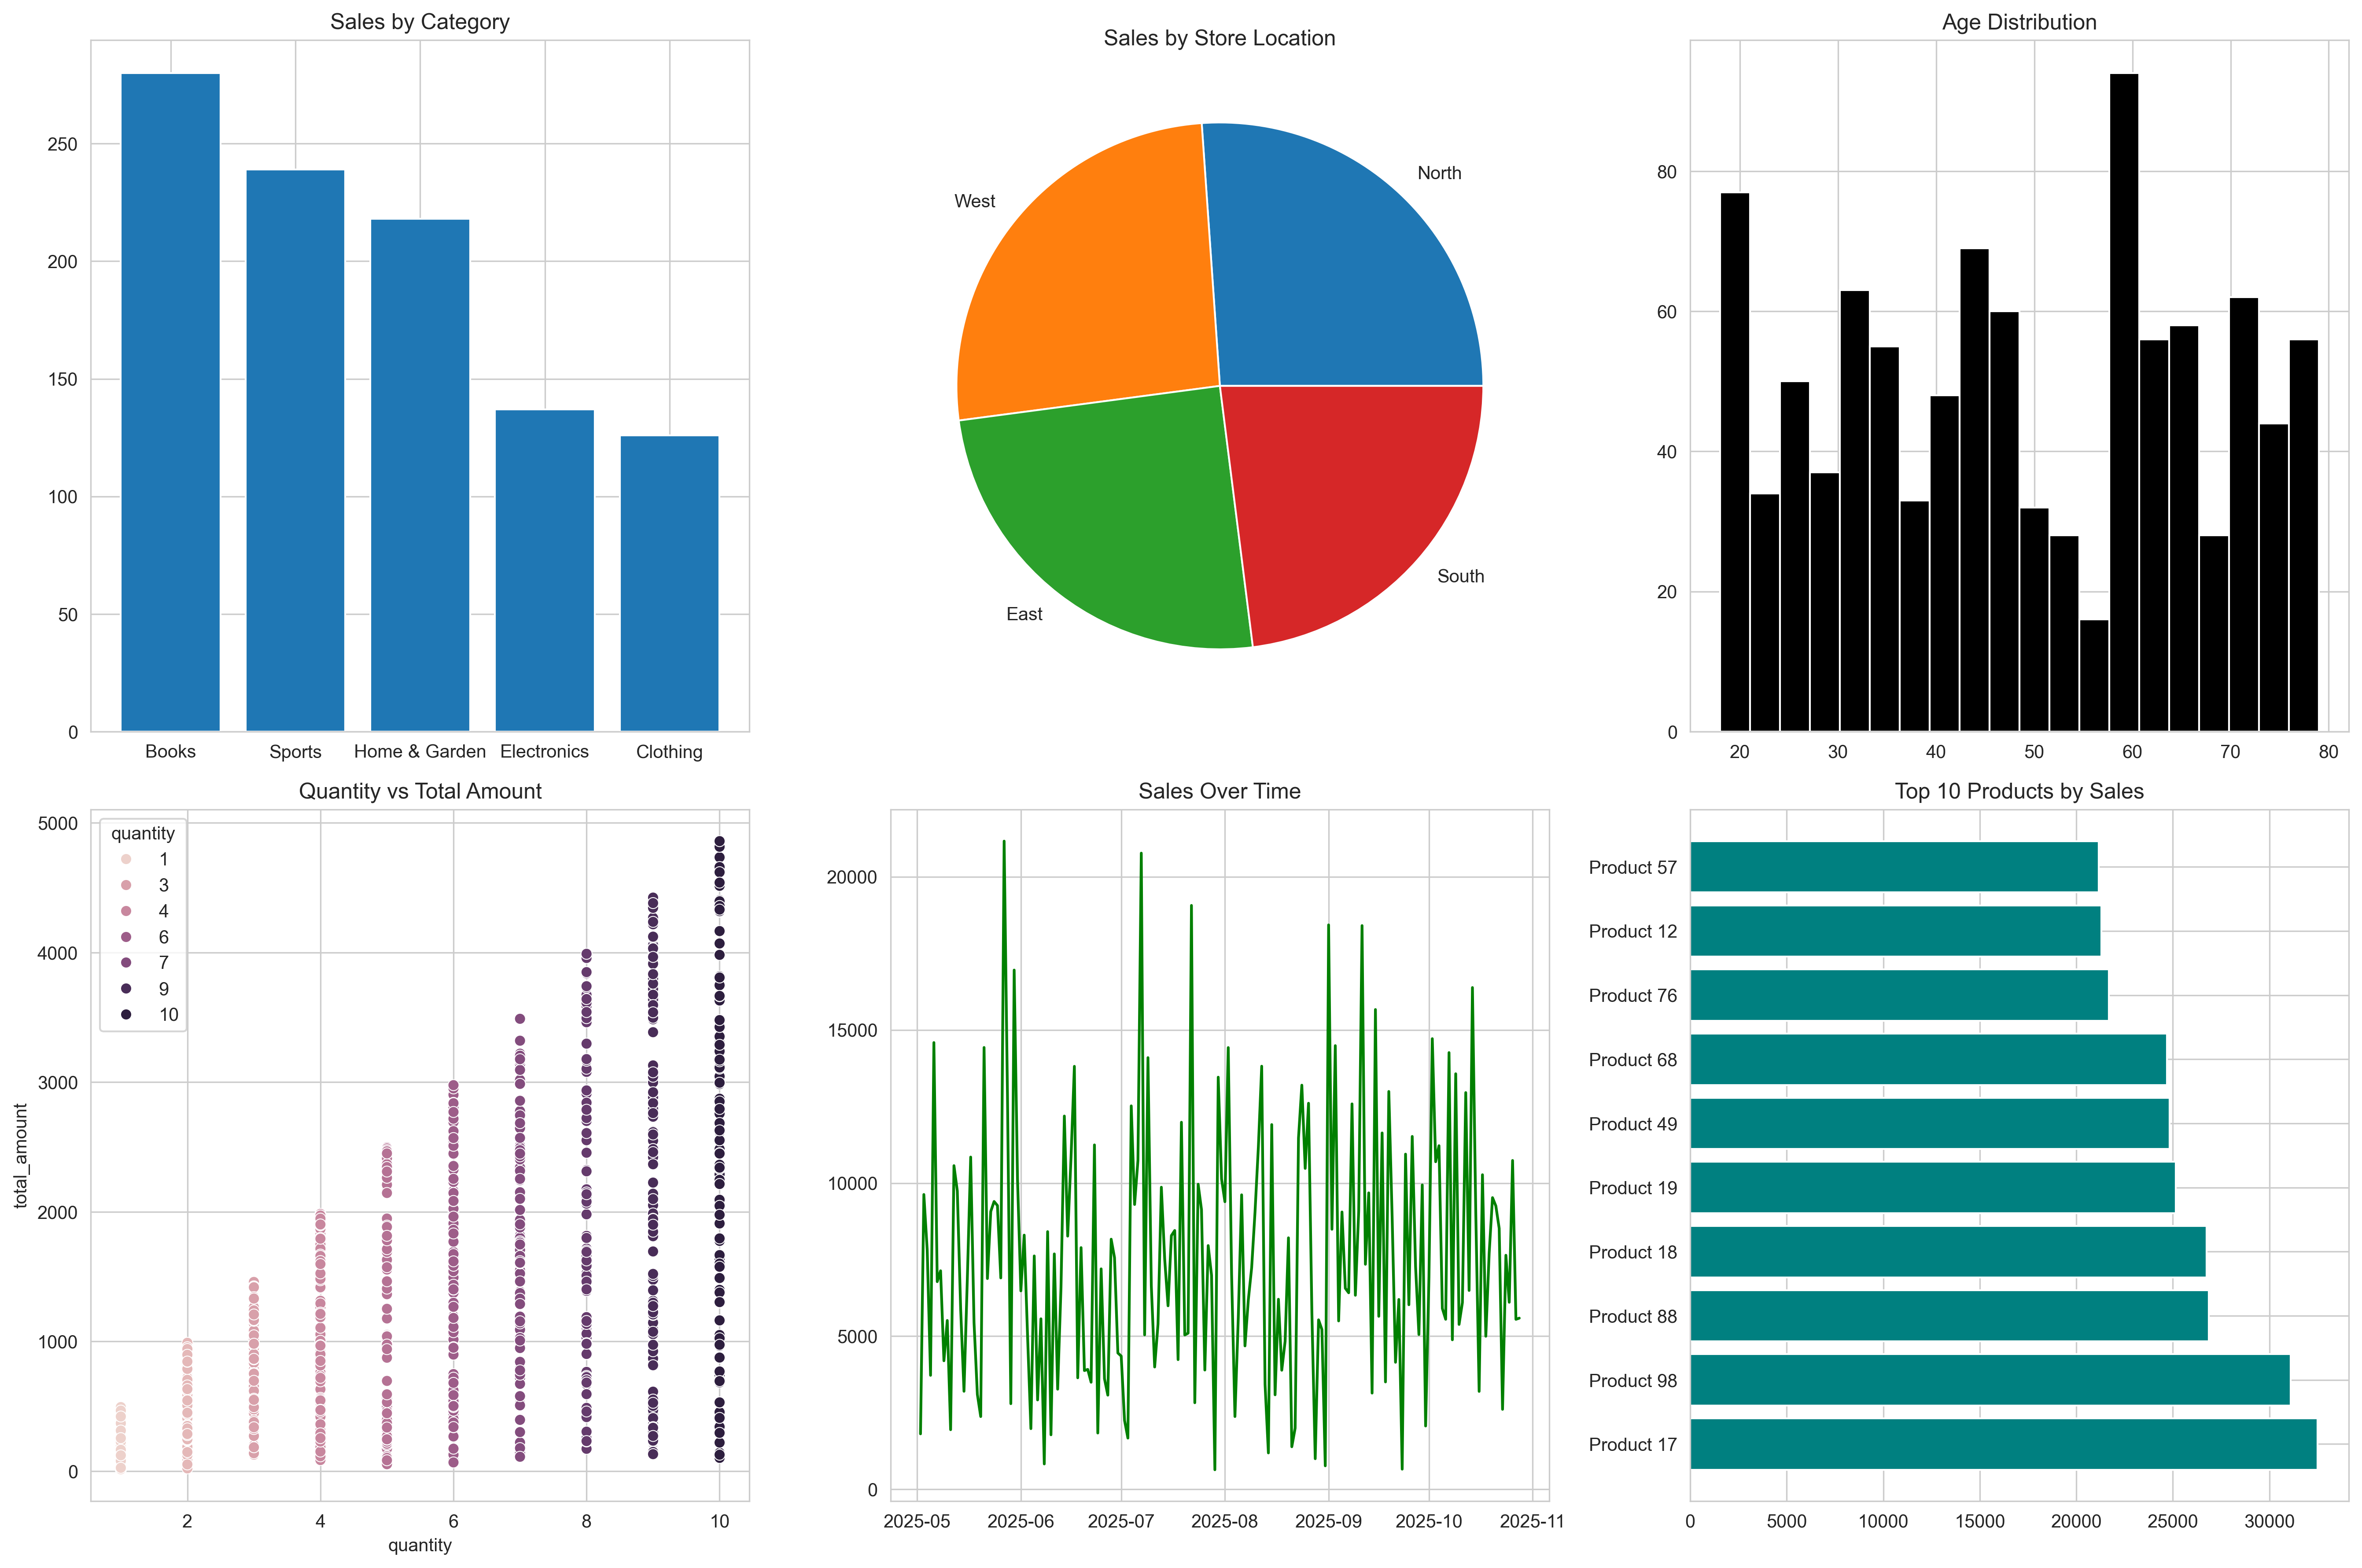 Sales by Category
250
200
150
100
50
0
Books Sports Home & Garden Electronics Clothing
Sales by Store Location
North
West
East
South
Age Distribution
80
60
40
20
0
20 30 40 50 60 70 80
Quantity vs Total Amount
total_amount
5000
4000
3000
2000
1000
0
quantity
1
3
4
6
7
9
10
2 4 6 8 10
quantity
Sales Over Time
20000
15000
10000
5000
0
2025-05 2025-06 2025-07 2025-08 2025-09 2025-10 2025-11
Top 10 Products by Sales
Product 57
Product 12
Product 76
Product 68
Product 49
Product 19
Product 18
Product 88
Product 98
Product 17
0 5000 10000 15000 20000 25000 30000